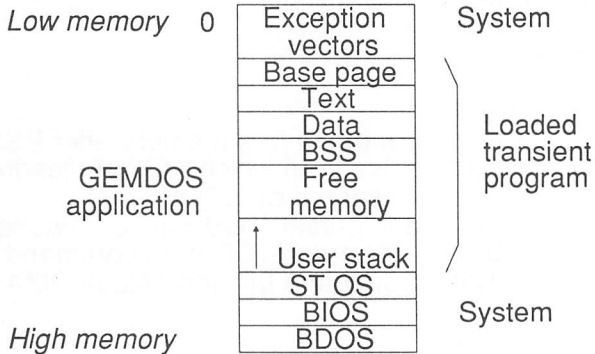 Low memory 0 Exception vectors System
Base page
Text
Data
BSS
GEMDOS application
Free memory
User stack
Loaded transient program
ST OS
BIOS System
High memory BDOS